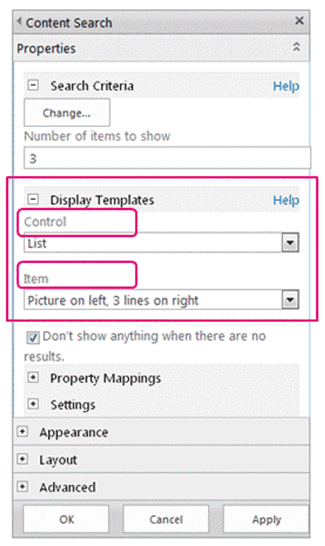 Content Search
Properties
Search Criteria Help
Change...
Number of items to show
3
Display Templates Help
Control
List
Item
Picture on left, 3 lines on right
Don't show anything when there are no
results.
Property Mappings
Settings
Appearance
Layout
Advanced
OK Cancel Apply